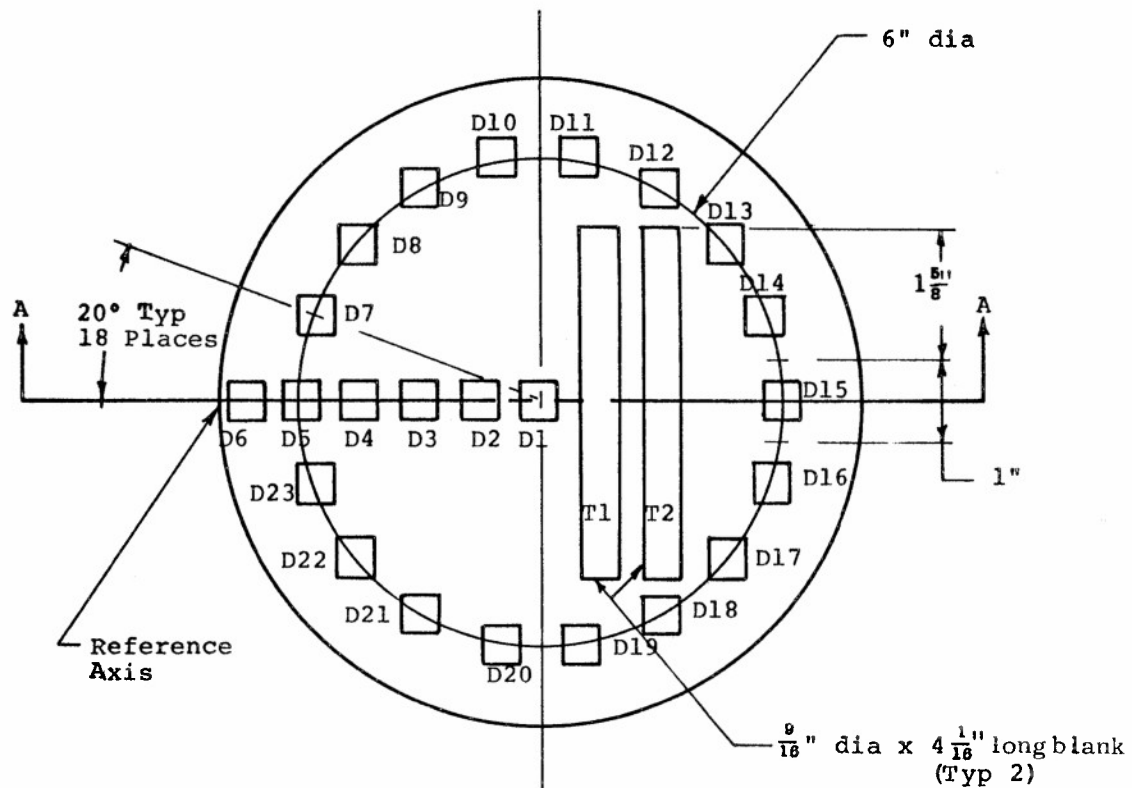 6" dia
D10
D11
D12
D9
D13
D8
1 5/8"
D14
A
20° Typ
18 Places
D7
A
D15
D6
D5
D4
D3
D2
D1
D23
D16
1"
T1
T2
D22
D17
D21
D18
Reference
Axis
D20
D19
9/16" dia x 4 1/16" long blank
(Typ 2)